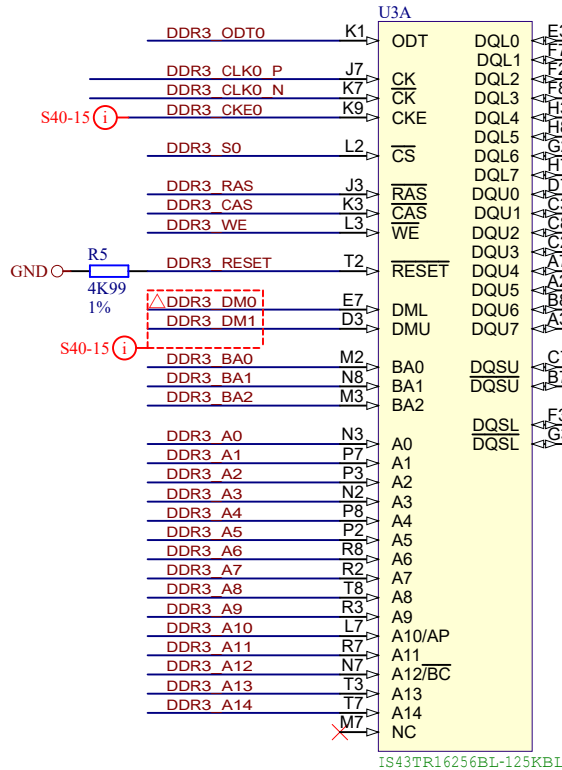 U3A
DDR3_ODT0 K1 ODT DQL0
DQL1
DDR3_CLK0_P J7 CK DQL2
DDR3_CLK0_N K7 CK DQL3
S40-15 i DDR3_CKE0 K9 CKE DQL4
DQL5
DDR3_S0 L2 CS DQL6
DQL7
DDR3_RAS J3 RAS DQU0
DDR3_CAS K3 CAS DQU1
DDR3_WE L3 WE DQU2
DQU3
GND R5 DDR3_RESET T2 RESET DQU4
4K99 DQU5
1%
DDR3_DM0 E7 DML DQU6
DDR3_DM1 D3 DMU DQU7
S40-15 i
DDR3_BA0 M2 BA0 DQSU
DDR3_BA1 N8 BA1 DQSU
DDR3_BA2 M3 BA2
DQSL
DDR3_A0 N3 A0 DQSL
DDR3_A1 P7 A1
DDR3_A2 P3 A2
DDR3_A3 N2 A3
DDR3_A4 P8 A4
DDR3_A5 P2 A5
DDR3_A6 R8 A6
DDR3_A7 R2 A7
DDR3_A8 T8 A8
DDR3_A9 R3 A9
DDR3_A10 L7 A10/AP
DDR3_A11 R7 A11
DDR3_A12 N7 A12/BC
DDR3_A13 T3 A13
DDR3_A14 T7 A14
M7 NC
IS43TR16256BL-125KBL